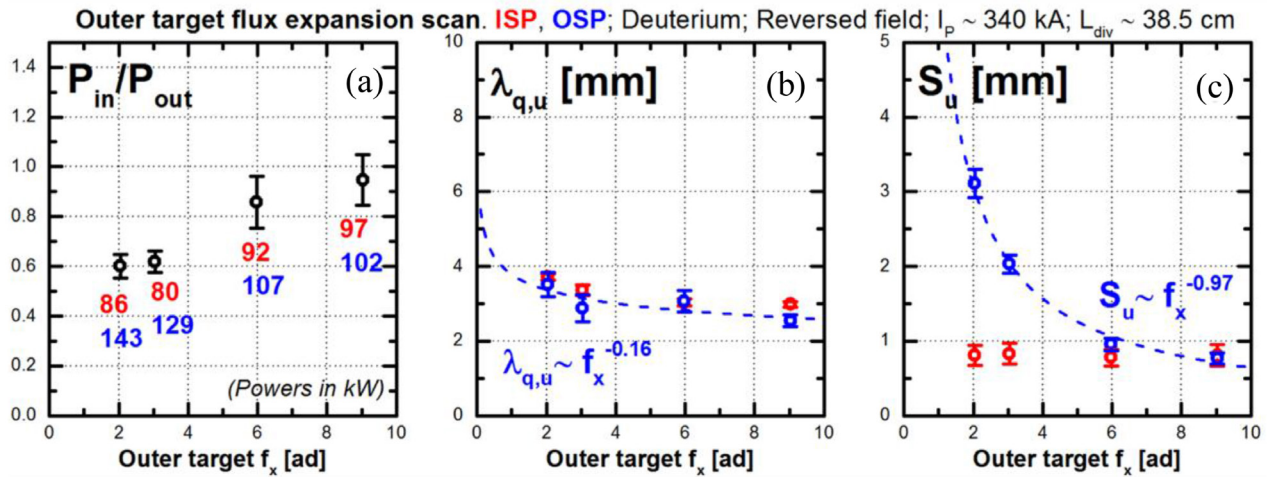 Outer target flux expansion scan. ISP, OSP; Deuterium; Reversed field; I_P ~ 340 kA; L_div ~ 38.5 cm
P_in/P_out (a)
1.4
1.2
1.0
0.8
0.6
0.4
0.2
0.0
86
143
80
129
92
107
97
102
(Powers in kW)
0 2 4 6 8 10
Outer target f_x [ad]
λ_q,u [mm] (b)
10
8
6
4
2
0
λ_q,u ~ f_x^-0.16
0 2 4 6 8 10
Outer target f_x [ad]
S_u [mm] (c)
5
4
3
2
1
0
S_u ~ f_x^-0.97
0 2 4 6 8 10
Outer target f_x [ad]